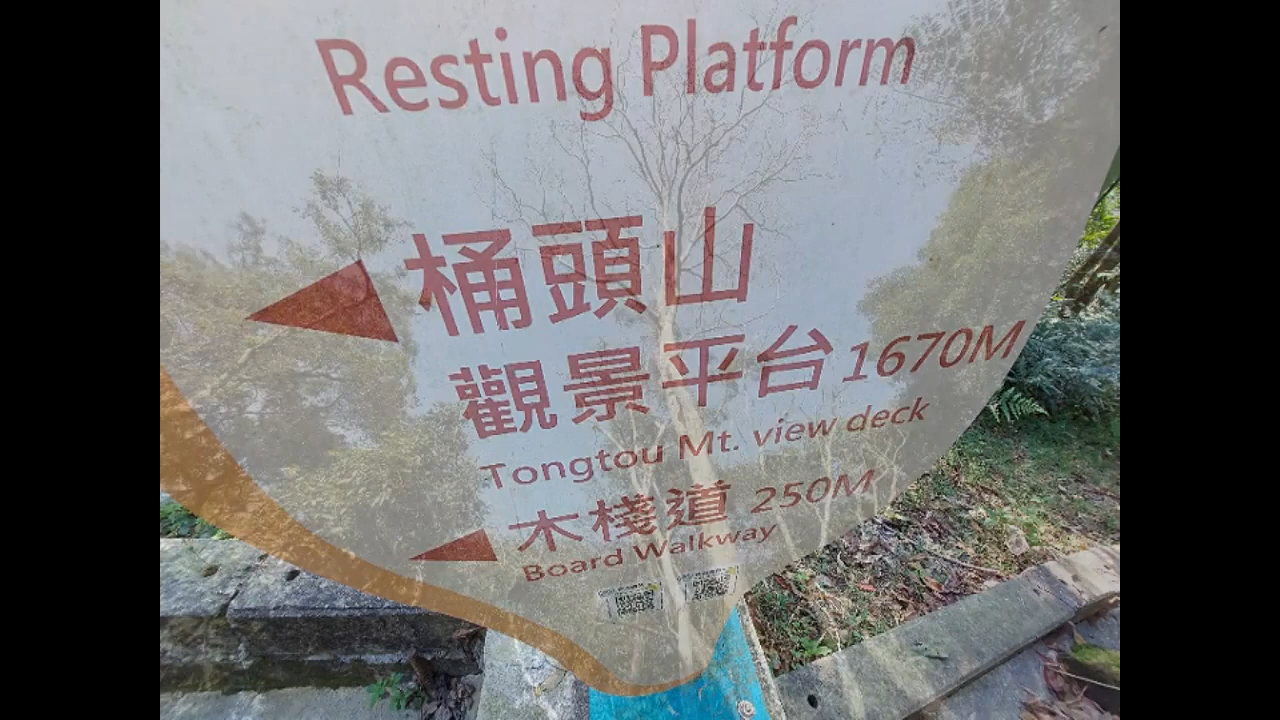 Resting Platform
桶頭山
觀景平台 1670M
Tongtou Mt. view deck
木棧道 250M
Board Walkway